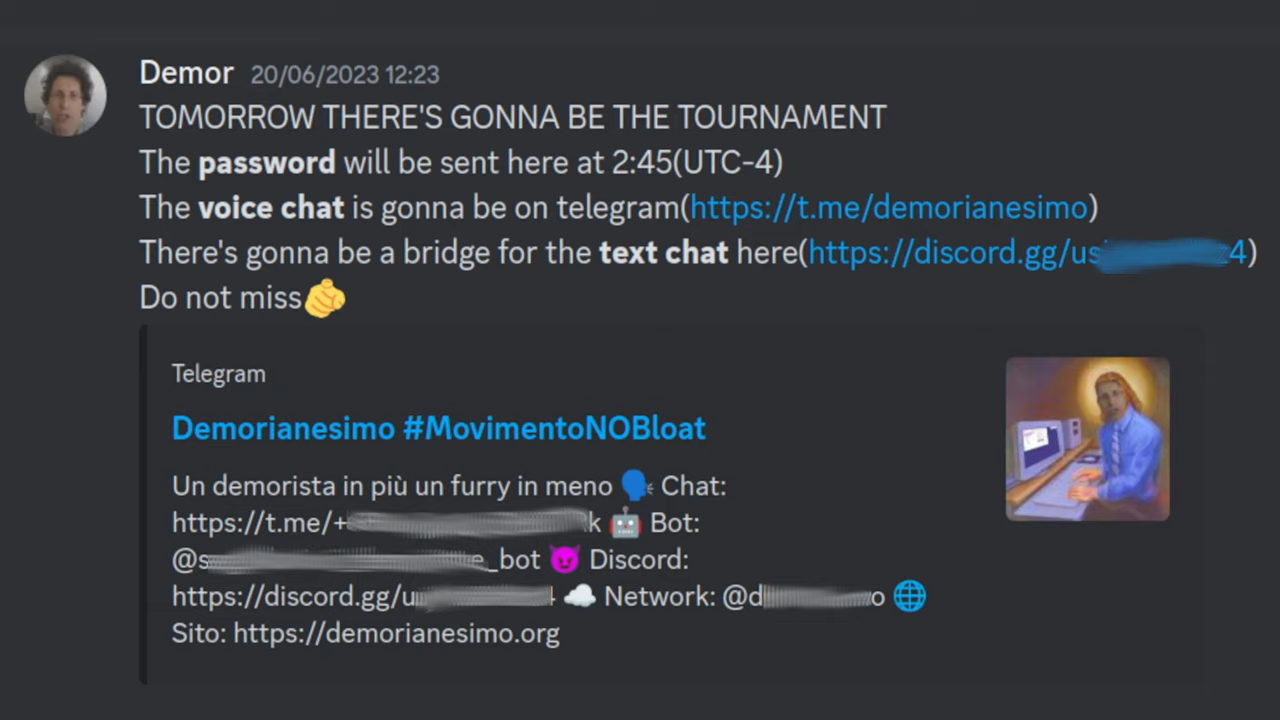 Demor 20/06/2023 12:23
TOMORROW THERE'S GONNA BE THE TOURNAMENT
The password will be sent here at 2:45(UTC-4)
The voice chat is gonna be on telegram(https://t.me/demorianesimo)
There's gonna be a bridge for the text chat here(https://discord.gg/us 4)
Do not miss🫵
Telegram
Demorianesimo #MovimentoNOBloat
Un demorista in più un furry in meno 🗣️ Chat:
https://t.me/+ k 🤖 Bot:
@s e_bot 😈 Discord:
https://discord.gg/u 4 ☁️ Network: @d o 🌐
Sito: https://demorianesimo.org